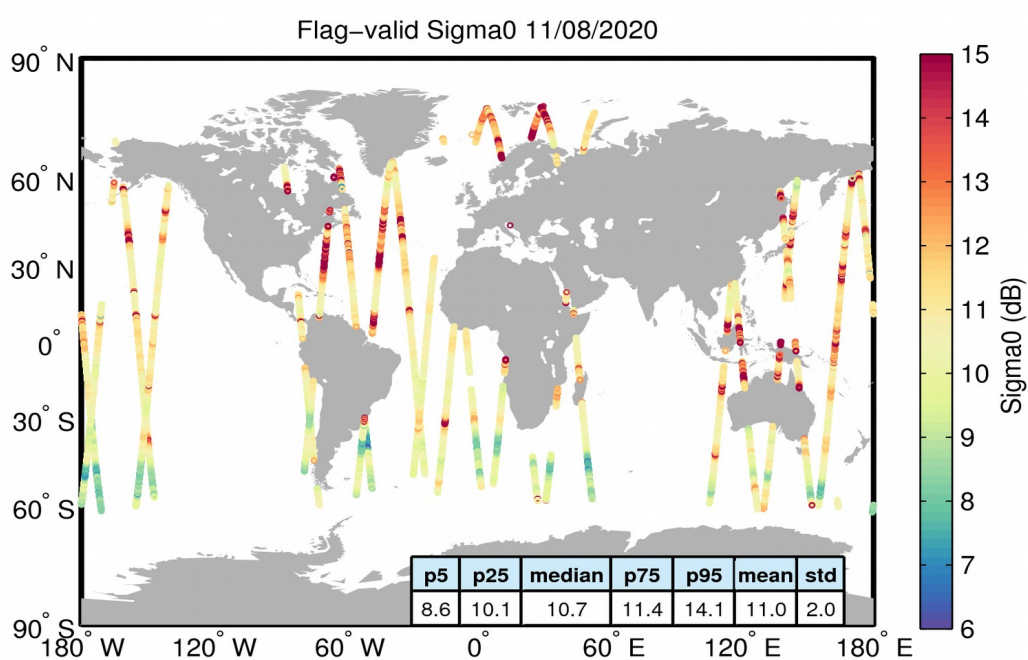 Flag−valid Sigma0 11/08/2020
90° N
60° N
30° N
0°
30° S
60° S
90° S
180° W 120° W 60° W 0° 60° E 120° E 180° E
p5 p25 median p75 p95 mean std
8.6 10.1 10.7 11.4 14.1 11.0 2.0
15
14
13
12
11
10
9
8
7
6
Sigma0 (dB)